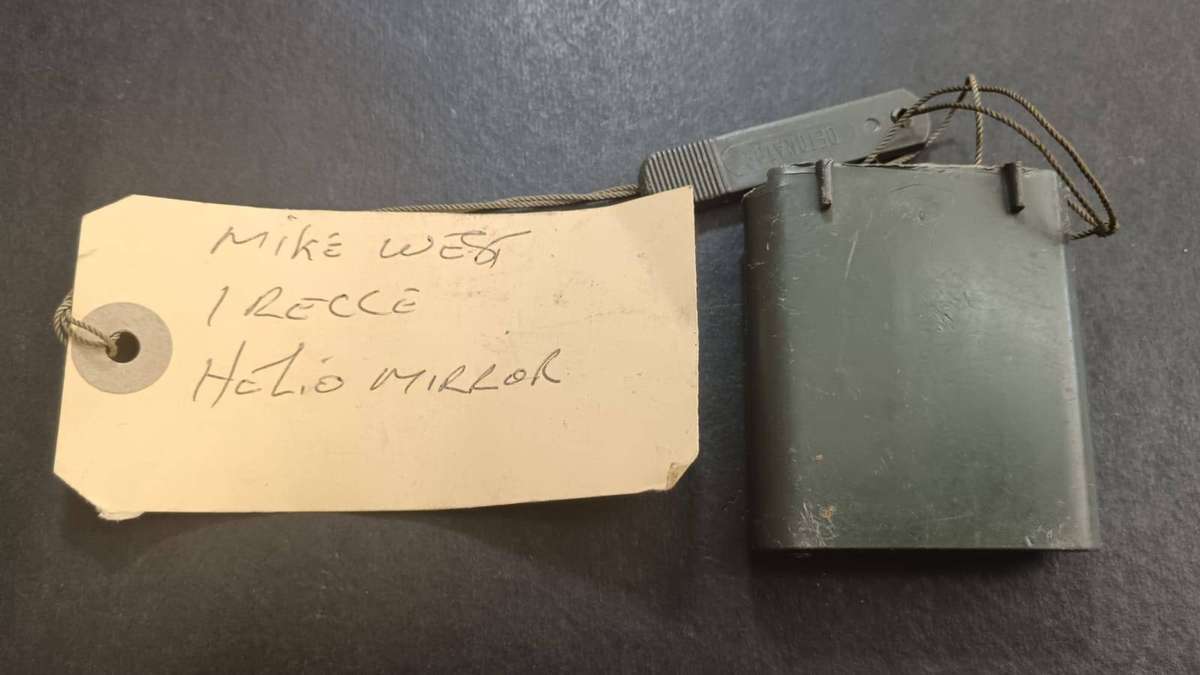 MIKE WEST
1 RECCE
HELIO MIRROR